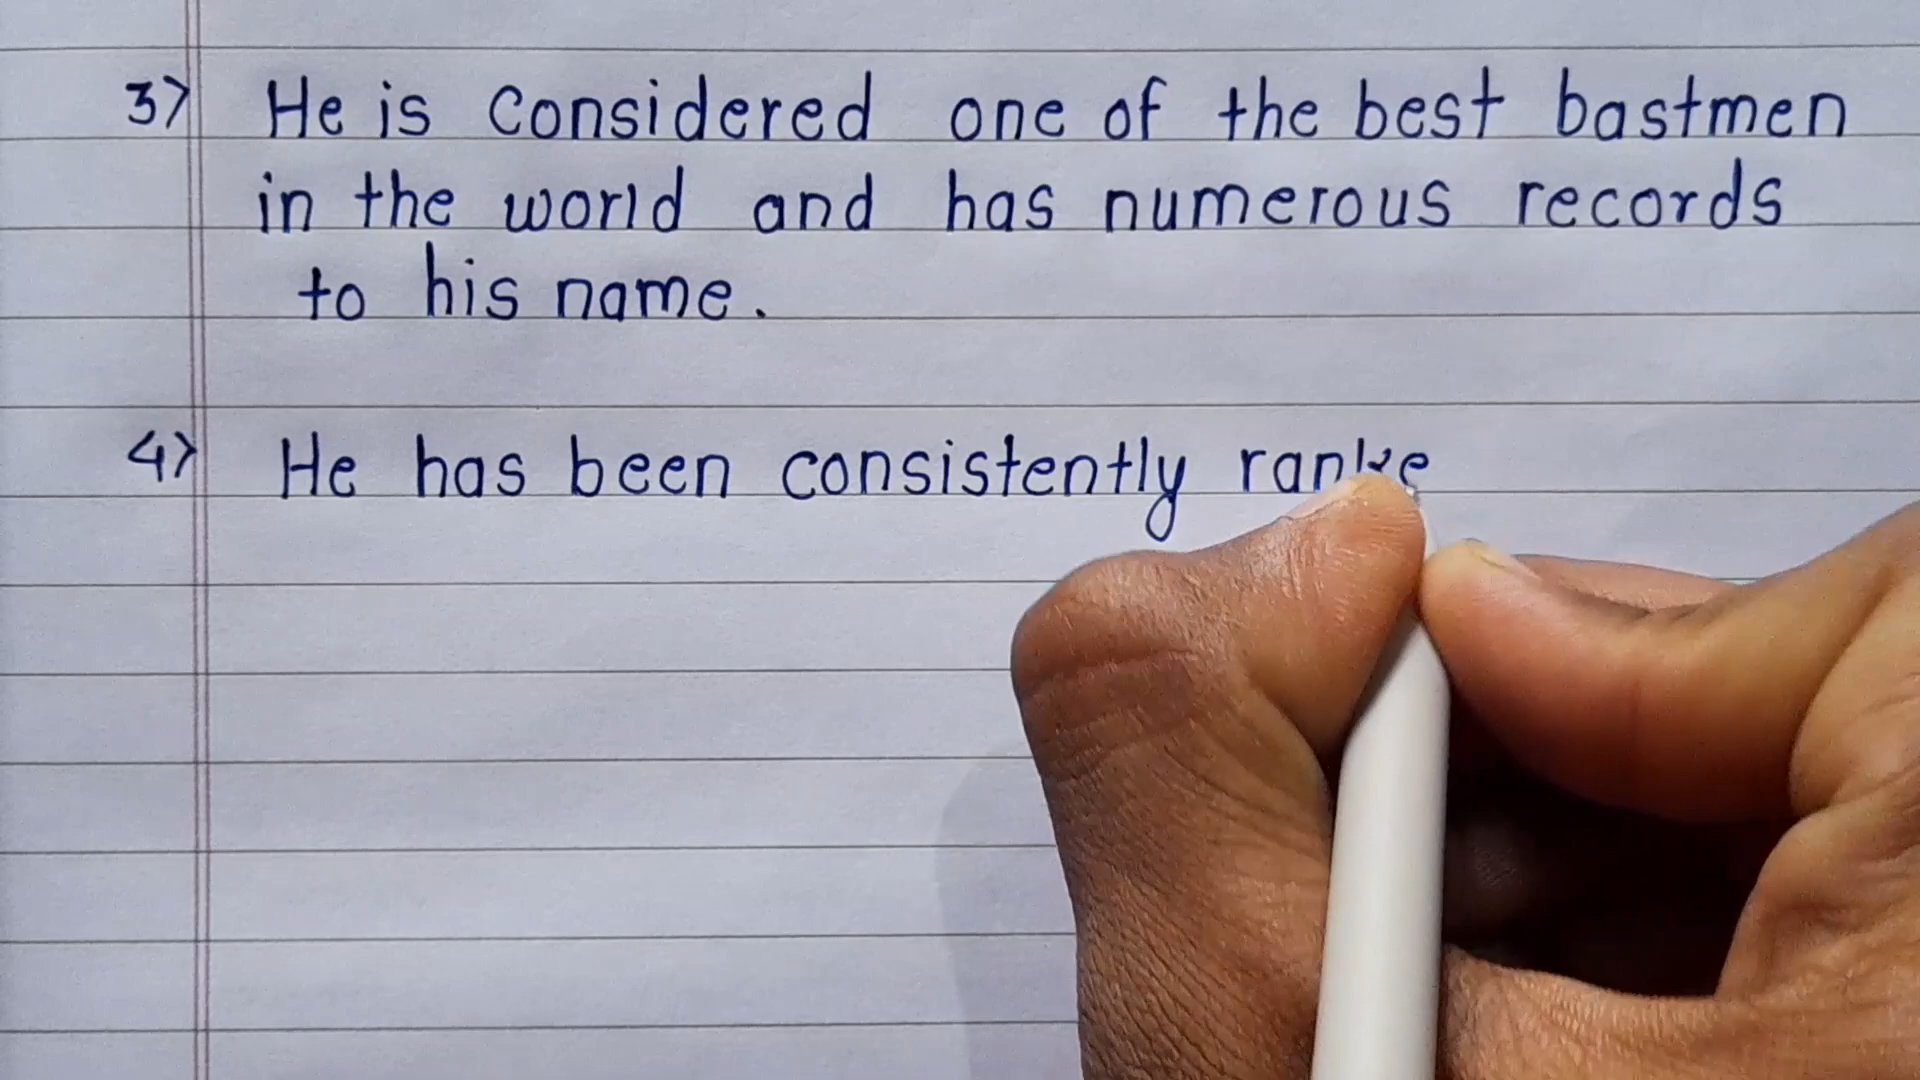 3) He is considered one of the best bastmen
in the world and has numerous records
to his name.
4) He has been consistently ranke